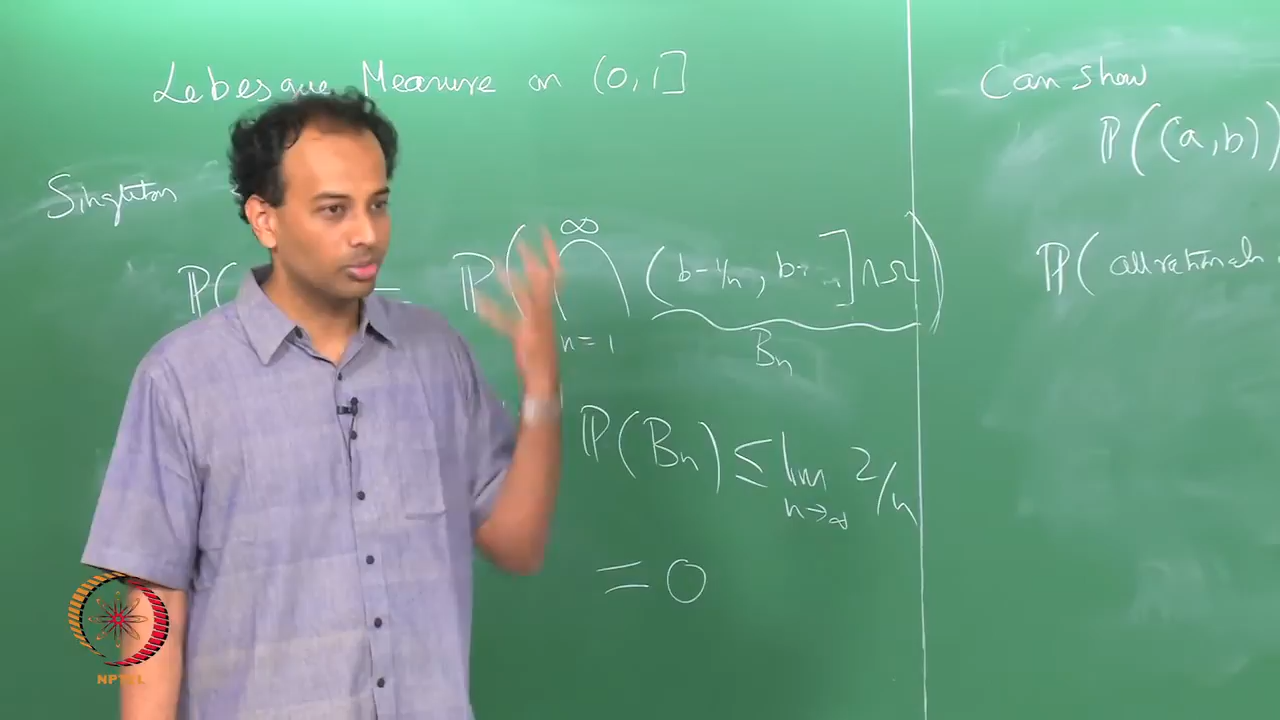 Lebesgue Measure on (0, 1]
Singleton
ℙ( = ℙ( ∞ ⋂ n=1 (b-1/n, b+ n] ∩ Ω)
Bn
ℙ(Bn) ≤ lim n→∞ 2/n
= 0
Can show
ℙ((a,b))
ℙ( all rationals
NPTEL